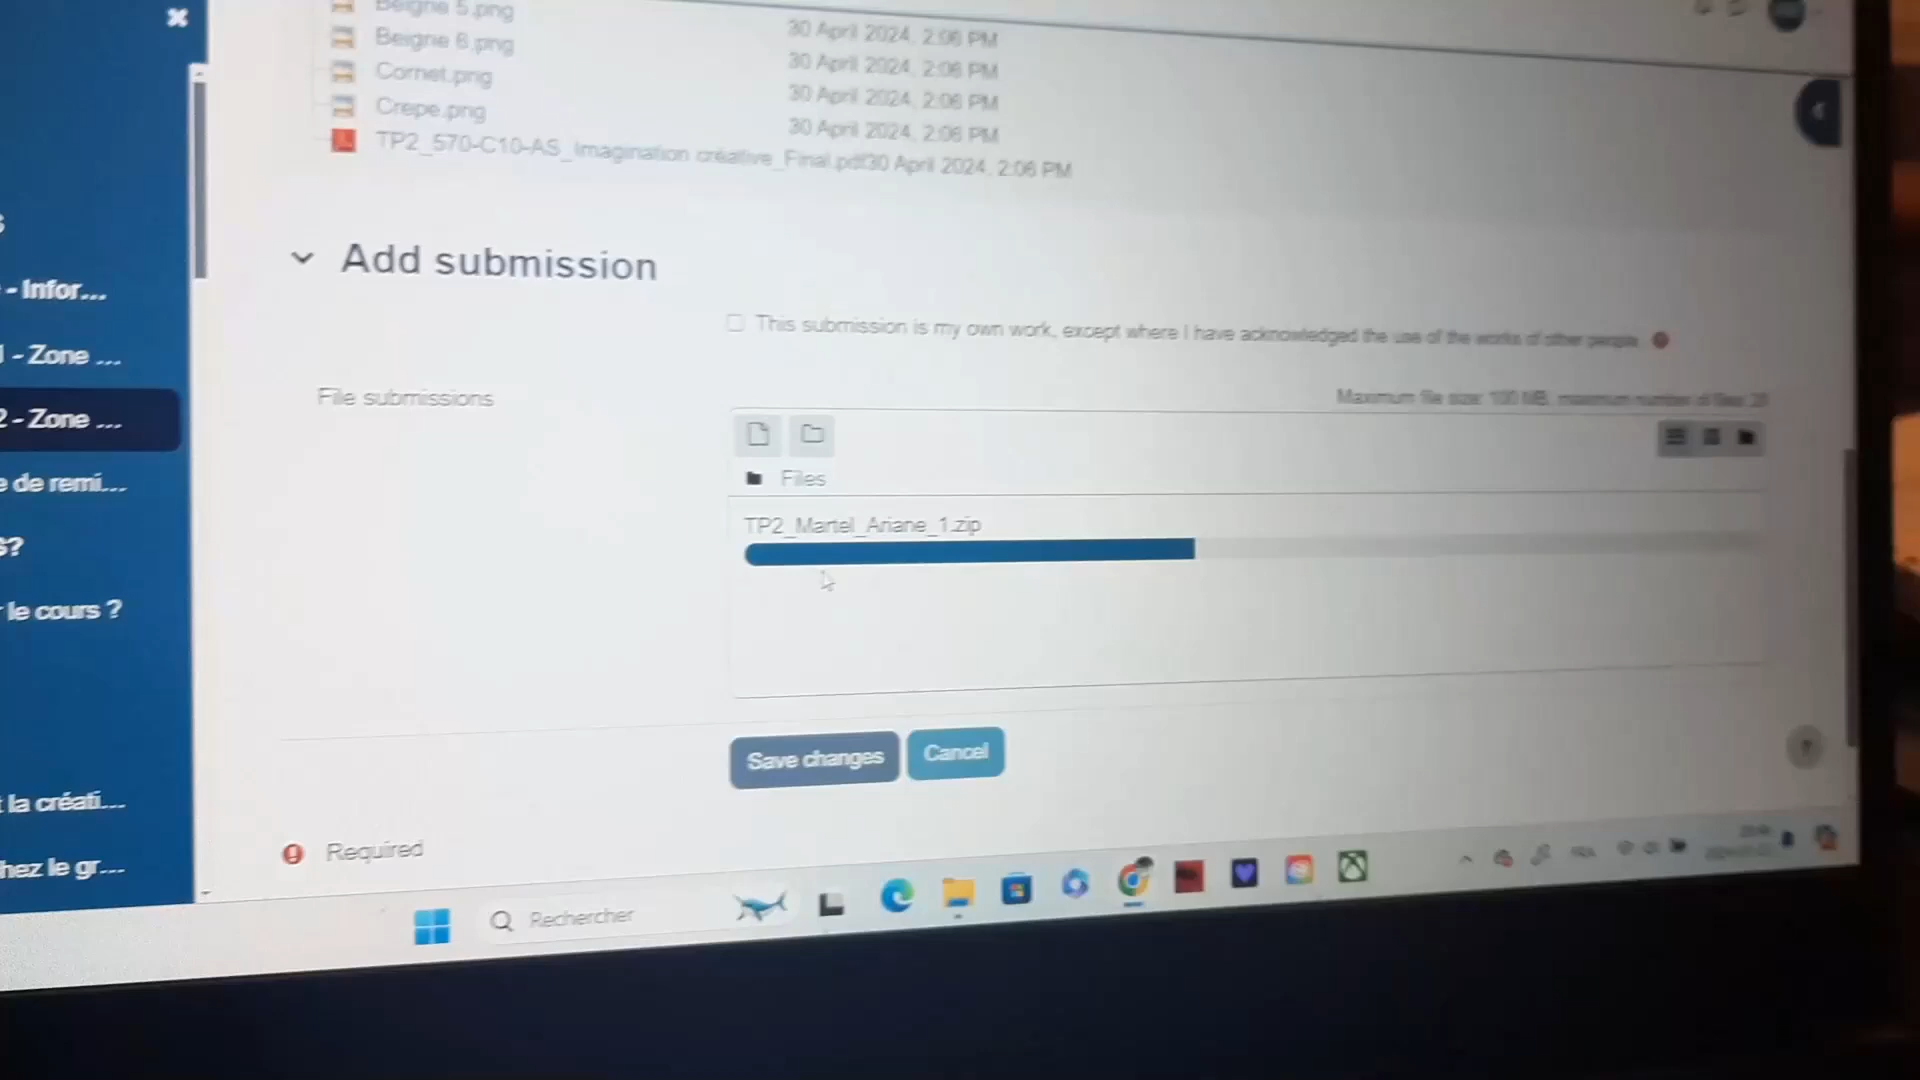 Beigne 5.png
30 April 2024, 2:06 PM
Beigne 6.png
30 April 2024, 2:06 PM
Cornet.png
30 April 2024, 2:06 PM
Crepe.png
30 April 2024, 2:06 PM
TP2_570-C10-AS_Imagination créative_Final.pdf30 April 2024, 2:06 PM
- Infor...
- Zone ...
2 - Zone ...
de remi...
S?
le cours ?
la créati...
hez le gr...
Add submission
This submission is my own work, except where I have acknowledged the use of the works of other people.
File submissions
Maximum file size: 100 MB, maximum number of files: 20
Files
TP2_Martel_Ariane_1.zip
Save changes
Cancel
Required
Rechercher